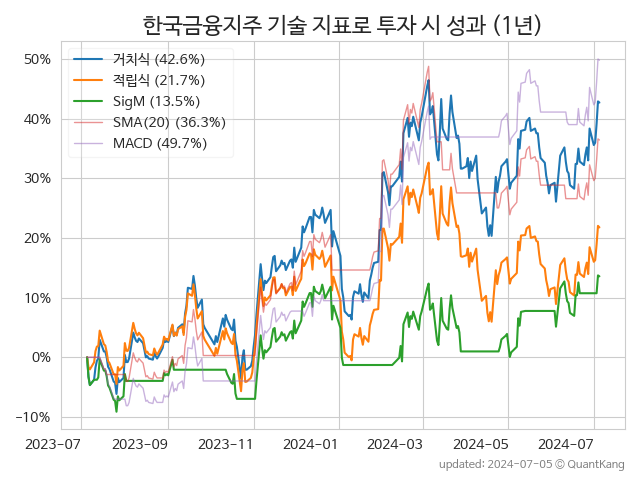 한국금융지주 기술 지표로 투자 시 성과 (1년)
거치식 (42.6%)
적립식 (21.7%)
SigM (13.5%)
SMA(20) (36.3%)
MACD (49.7%)
50%
40%
30%
20%
10%
0%
−10%
2023-07
2023-09
2023-11
2024-01
2024-03
2024-05
2024-07
updated: 2024-07-05 © QuantKang